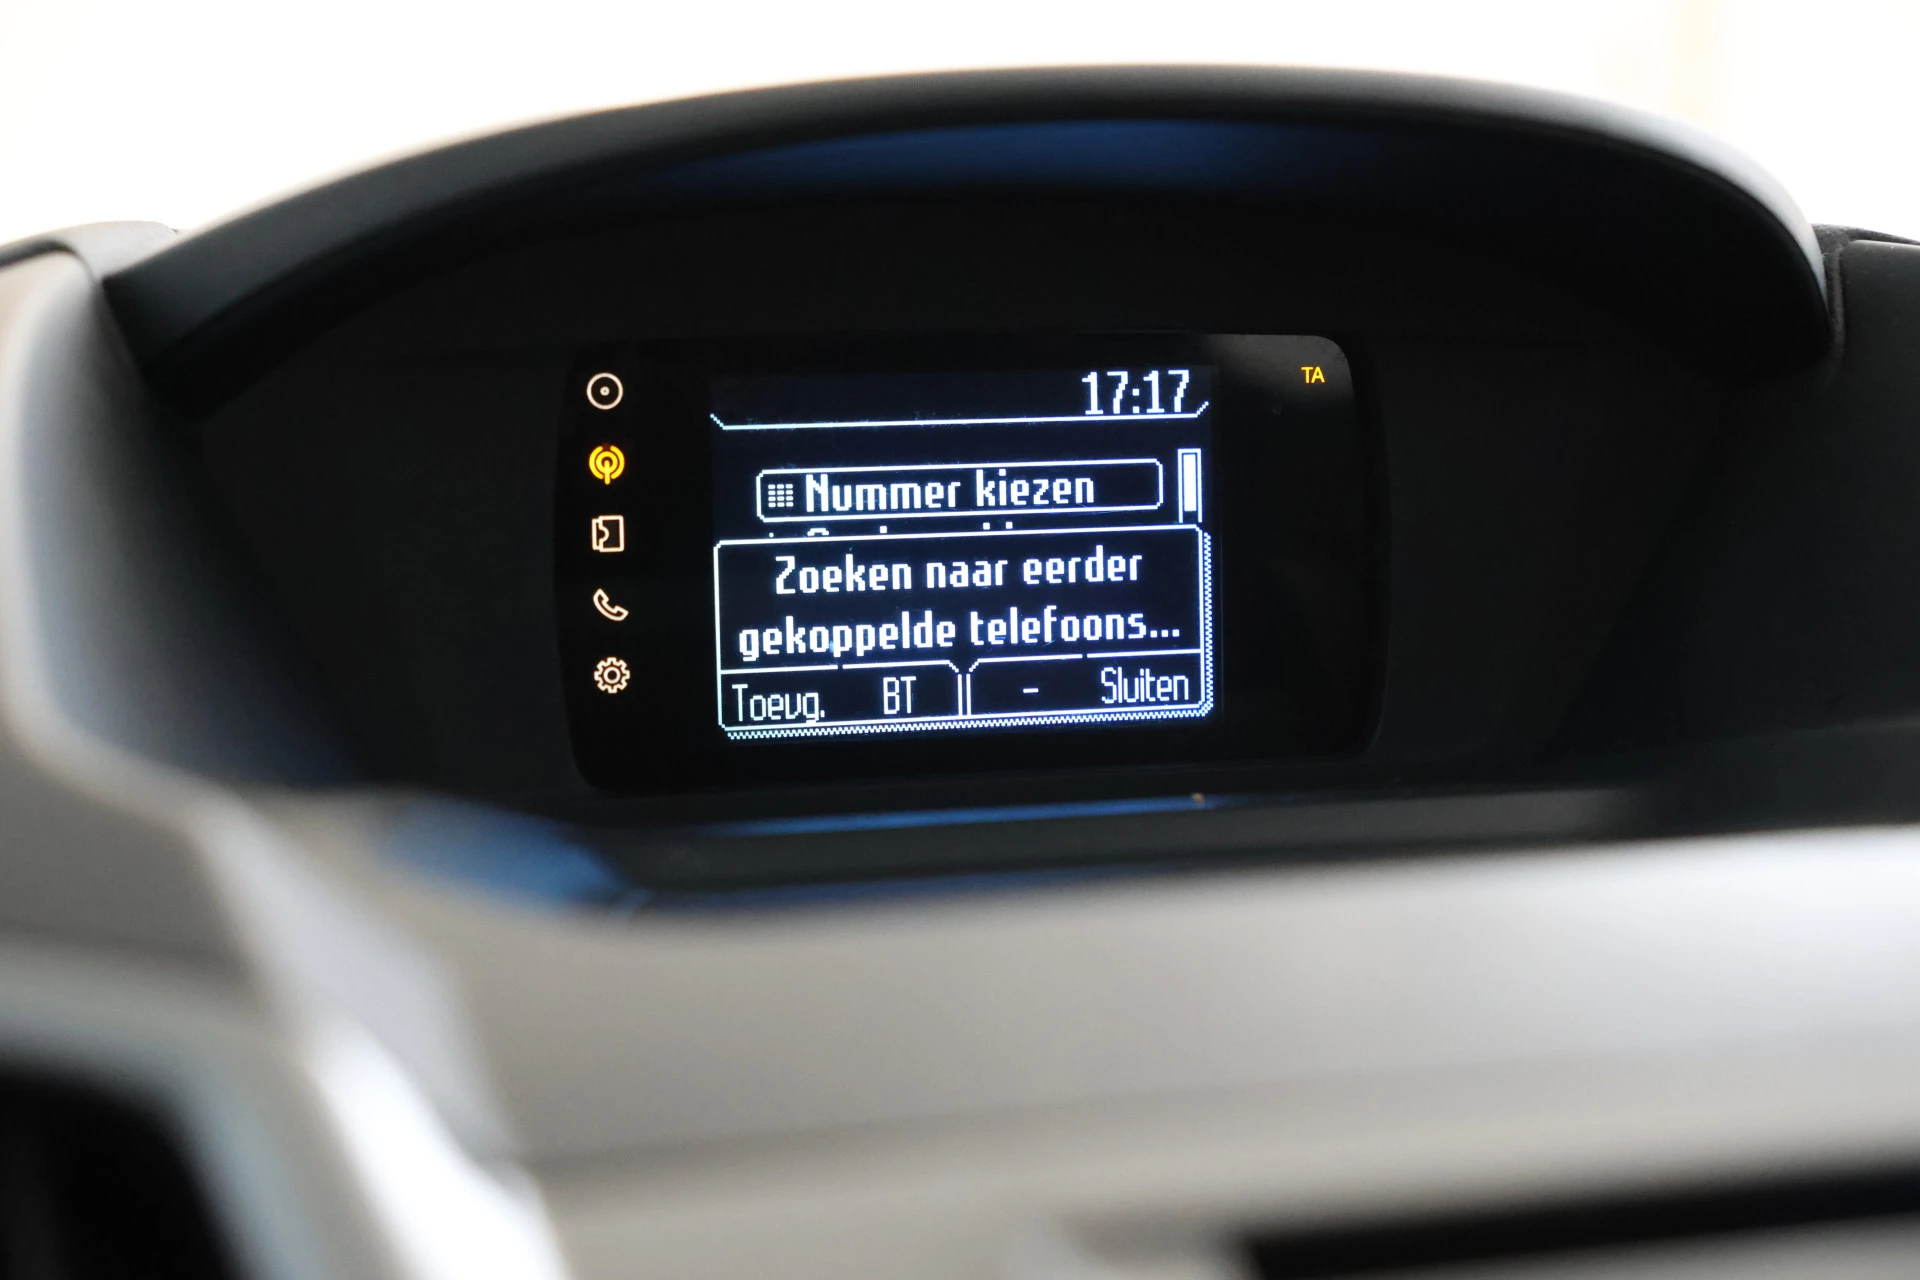 17:17
TA
Nummer kiezen
Zoeken naar eerder
gekoppelde telefoons...
Toevg. BT - Sluiten